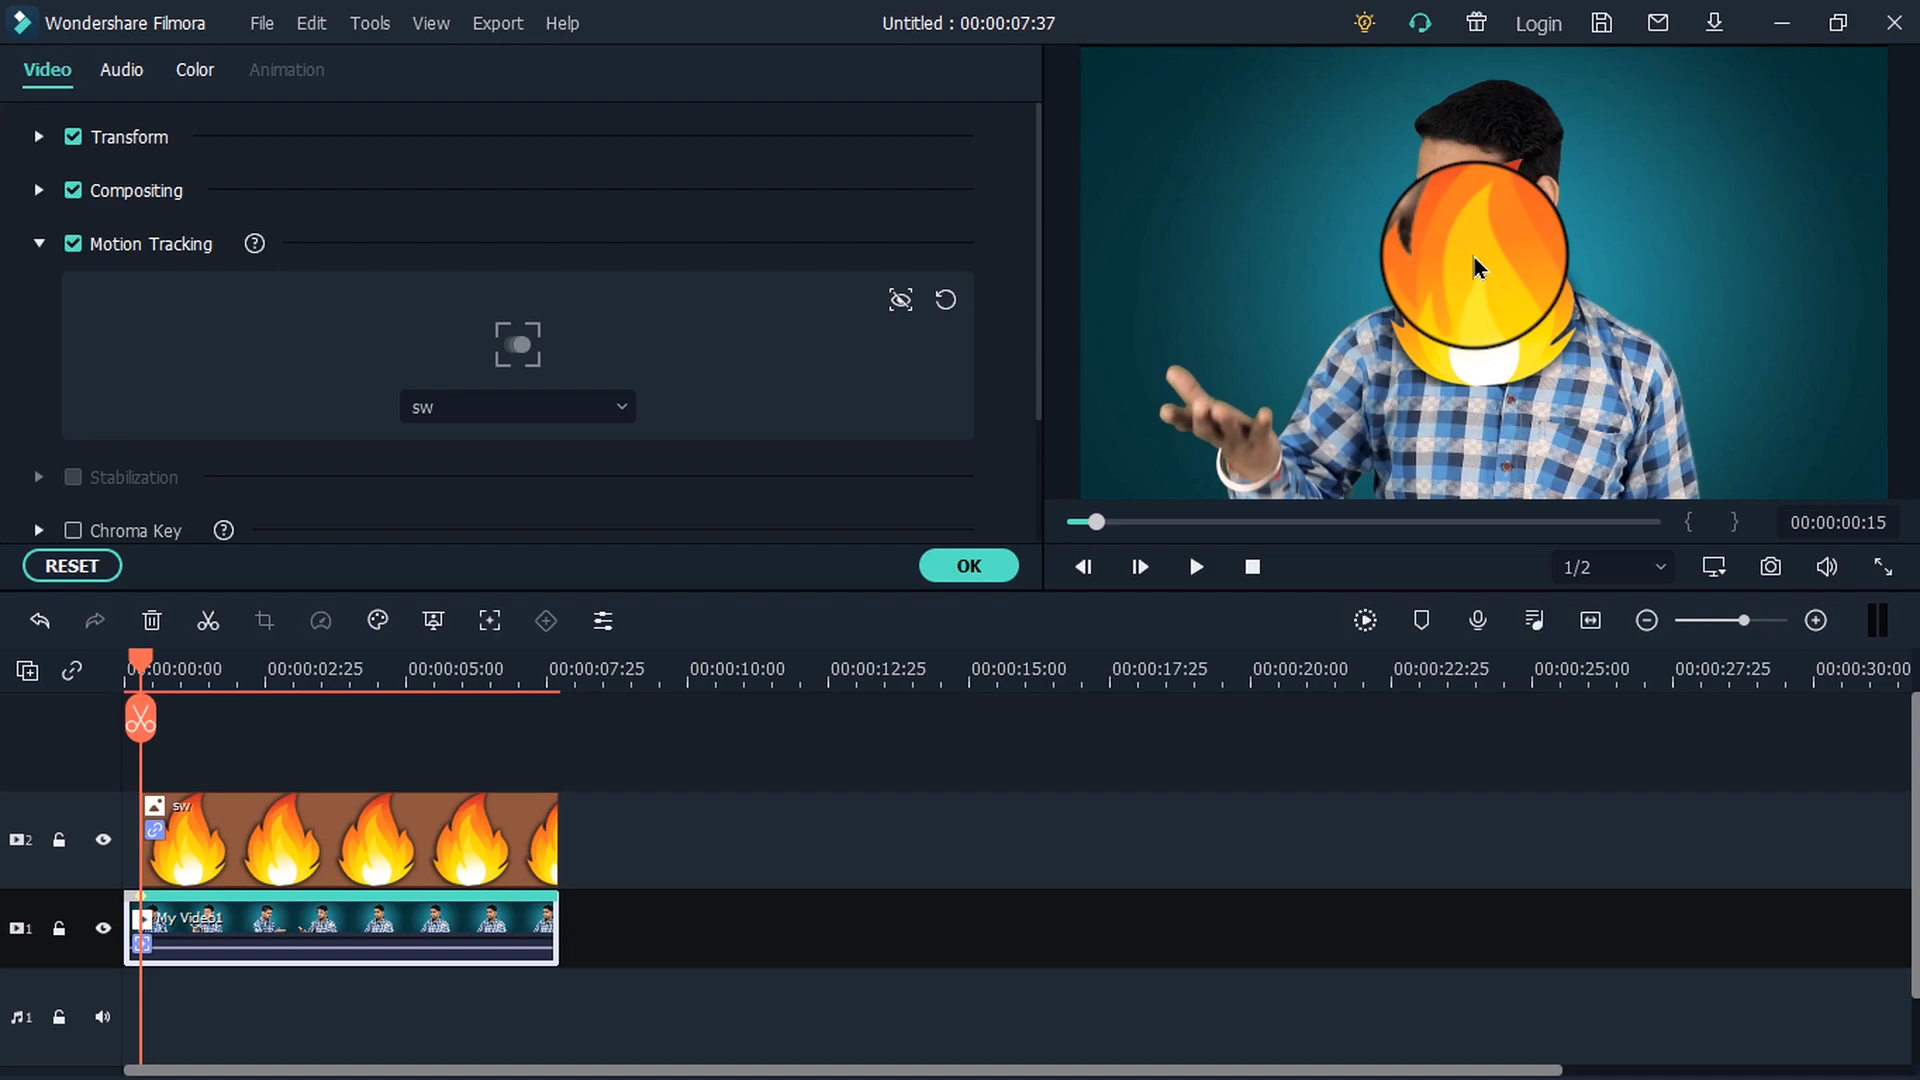 Wondershare Filmora File Edit Tools View Export Help Untitled : 00:00:07:37 Login
Video Audio Color Animation
Transform
Compositing
Motion Tracking
sw
Stabilization
Chroma Key
RESET OK
00:00:00:15
1/2
00:00:00 00:00:02:25 00:00:05:00 00:00:07:25 00:00:10:00 00:00:12:25 00:00:15:00 00:00:17:25 00:00:20:00 00:00:22:25 00:00:25:00 00:00:27:25 00:00:30:00
sw
2
My Video1
1
1